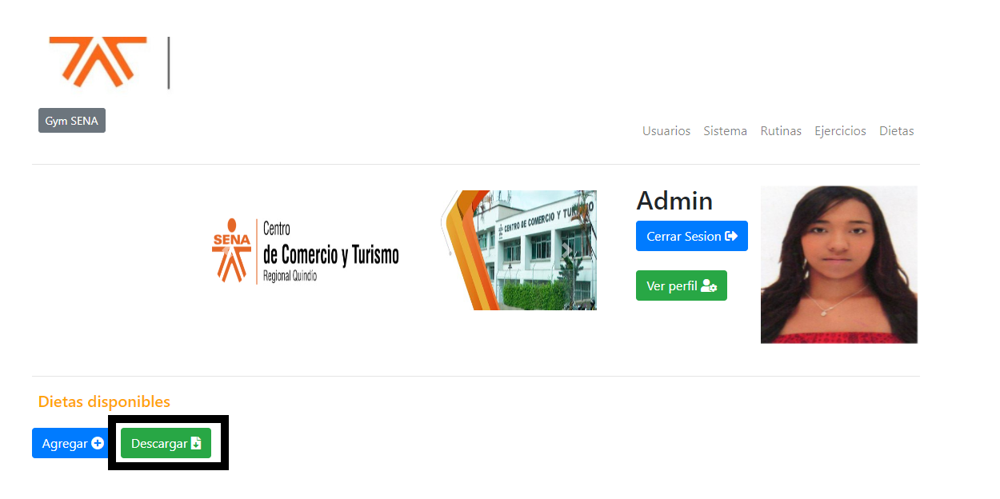 Gym SENA
Usuarios Sistema Rutinas Ejercicios Dietas
SENA
Centro
de Comercio y Turismo
Regional Quindío
CENTRO DE COMERCIO Y TURISMO
Admin
Cerrar Sesion
Ver perfil
Dietas disponibles
Agregar
Descargar